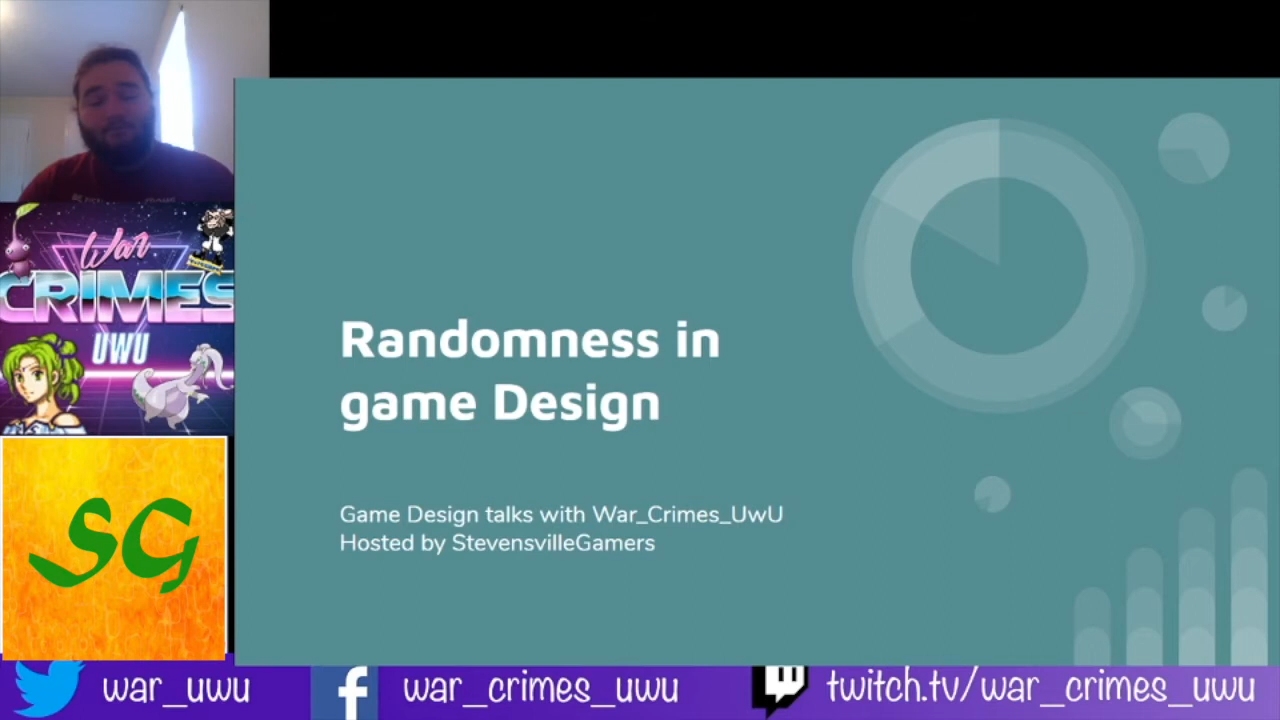 War
CRIMES
UWU
SG
Randomness in
game Design
Game Design talks with War_Crimes_UwU
Hosted by StevensvilleGamers
war_uwu
war_crimes_uwu
twitch.tv/war_crimes_uwu